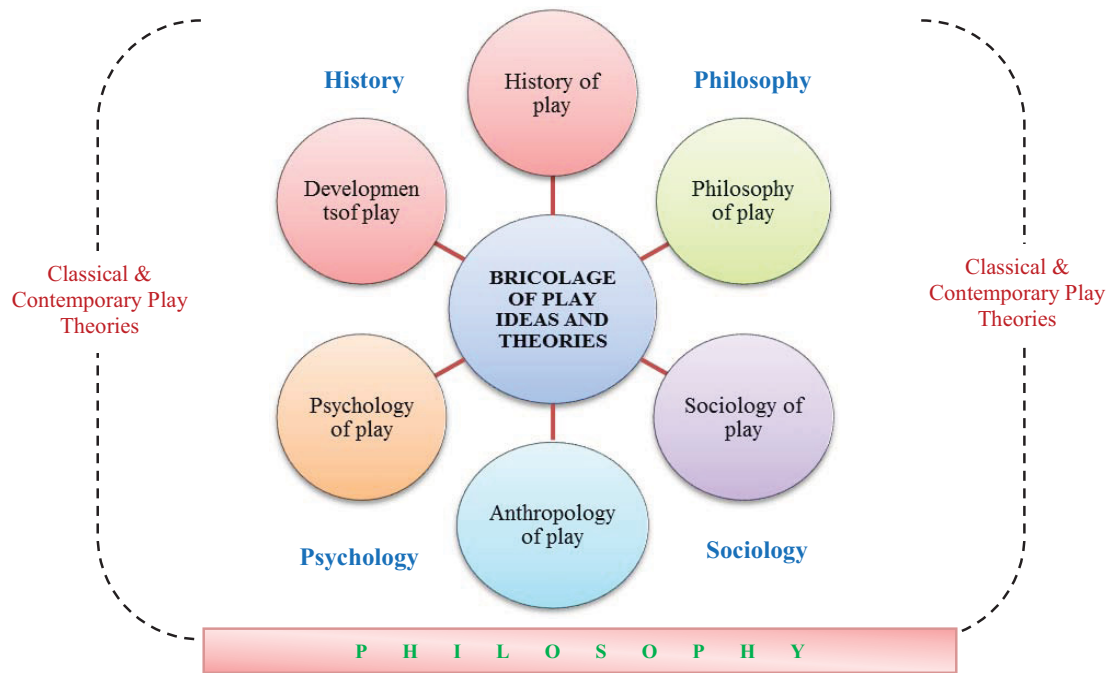 History
Philosophy
History of
play
Developmen
tsof play
Philosophy
of play
Classical &
Contemporary Play
Theories
BRICOLAGE
OF PLAY
IDEAS AND
THEORIES
Classical &
Contemporary Play
Theories
Psychology
of play
Sociology of
play
Anthropology
of play
Psychology
Sociology
P H I L O S O P H Y